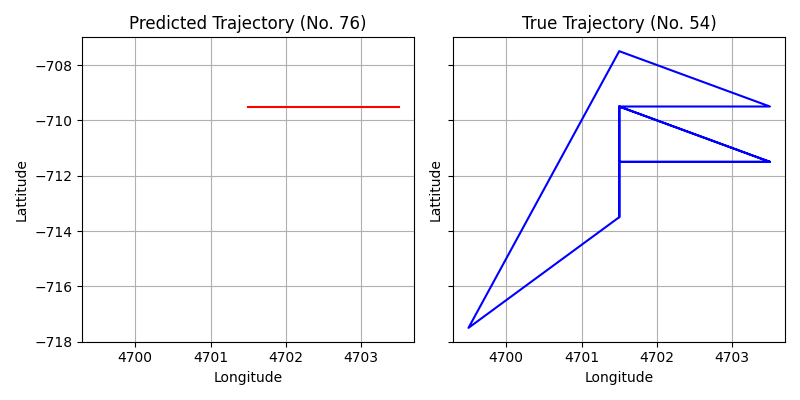 Predicted Trajectory (No. 76)
True Trajectory (No. 54)
Lattitude
−708
−710
−712
−714
−716
−718
4700
4701
4702
4703
Longitude
Lattitude
4700
4701
4702
4703
Longitude